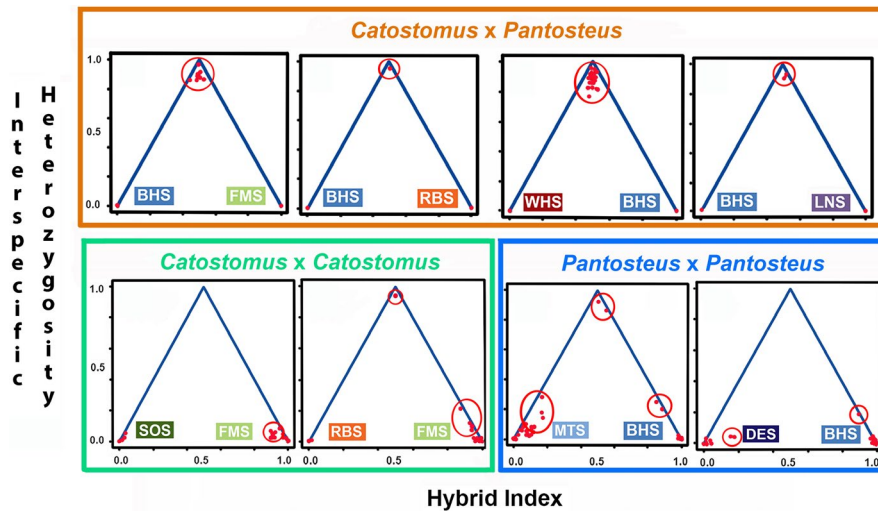 Catostomus x Pantosteus
Interspecific
Heterozygosity
1.0
0.5
0.0
BHS FMS
BHS RBS
WHS BHS
BHS LNS
Catostomus x Catostomus
Pantosteus x Pantosteus
1.0
0.5
0.0
SOS FMS
RBS FMS
MTS BHS
DES BHS
0.0 0.5 1.0
0.0 0.5 1.0
0.0 0.5 1.0
0.0 0.5 1.0
Hybrid Index